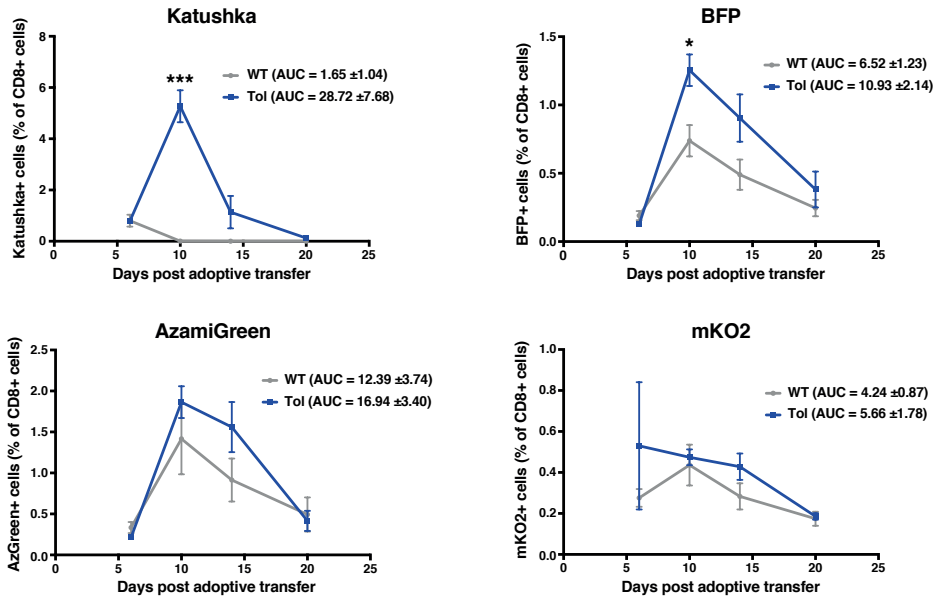 Katushka
Katushka+ cells (% of CD8+ cells)
8
6
4
2
0
***
WT (AUC = 1.65 ±1.04)
Tol (AUC = 28.72 ±7.68)
0 5 10 15 20 25
Days post adoptive transfer
BFP
BFP+ cells (% of CD8+ cells)
1.5
1.0
0.5
0.0
*
WT (AUC = 6.52 ±1.23)
Tol (AUC = 10.93 ±2.14)
0 5 10 15 20 25
Days post adoptive transfer
AzamiGreen
AzGreen+ cells (% of CD8+ cells)
2.5
2.0
1.5
1.0
0.5
0.0
WT (AUC = 12.39 ±3.74)
Tol (AUC = 16.94 ±3.40)
0 5 10 15 20 25
Days post adoptive transfer
mKO2
mKO2+ cells (% of CD8+ cells)
1.0
0.8
0.6
0.4
0.2
0.0
WT (AUC = 4.24 ±0.87)
Tol (AUC = 5.66 ±1.78)
0 5 10 15 20 25
Days post adoptive transfer